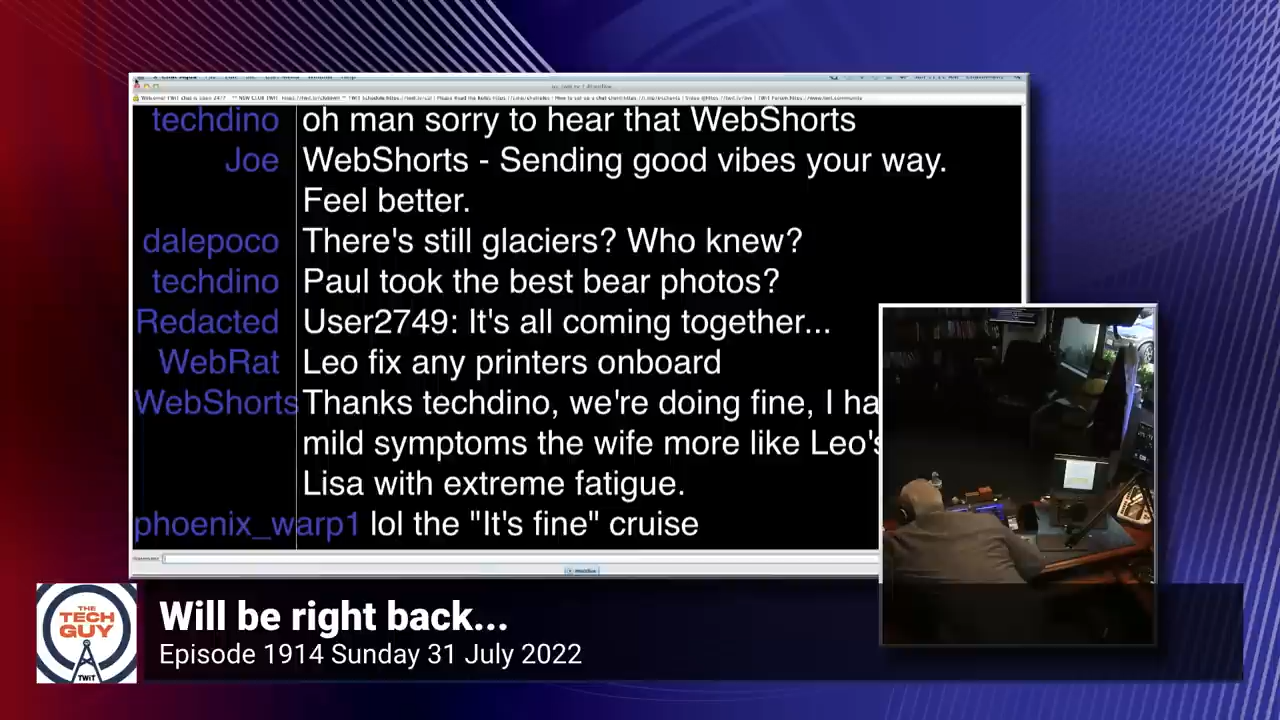 techdino oh man sorry to hear that WebShorts
Joe WebShorts - Sending good vibes your way.
Feel better.
dalepoco There's still glaciers? Who knew?
techdino Paul took the best bear photos?
Redacted User2749: It's all coming together...
WebRat Leo fix any printers onboard
WebShorts Thanks techdino, we're doing fine, I ha
mild symptoms the wife more like Leo's
Lisa with extreme fatigue.
phoenix_warp1 lol the "It's fine" cruise
THE
TECH
GUY
TWiT
Will be right back...
Episode 1914 Sunday 31 July 2022